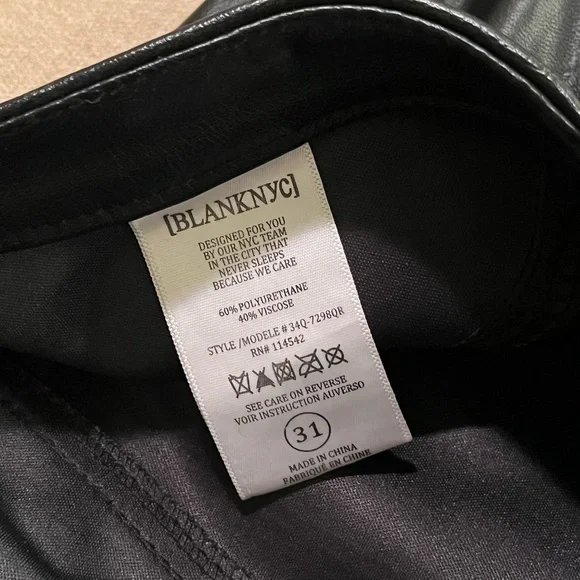 [BLANKNYC]
DESIGNED FOR YOU
BY OUR NYC TEAM
IN THE CITY THAT
NEVER SLEEPS
BECAUSE WE CARE
60% POLYURETHANE
40% VISCOSE
STYLE /MODELE # 34Q-7298QR
RN# 114542
SEE CARE ON REVERSE
VOIR INSTRUCTION AUVERSO
31
MADE IN CHINA
FABRIQUE EN CHINE